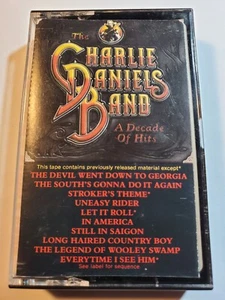 The
CHARLIE
DANIELS
BAND
A Decade
Of Hits
This tape contains previously released material except*
THE DEVIL WENT DOWN TO GEORGIA
THE SOUTH'S GONNA DO IT AGAIN
STROKER'S THEME*
UNEASY RIDER
LET IT ROLL*
IN AMERICA
STILL IN SAIGON
LONG HAIRED COUNTRY BOY
THE LEGEND OF WOOLEY SWAMP
EVERYTIME I SEE HIM*
See label for sequence